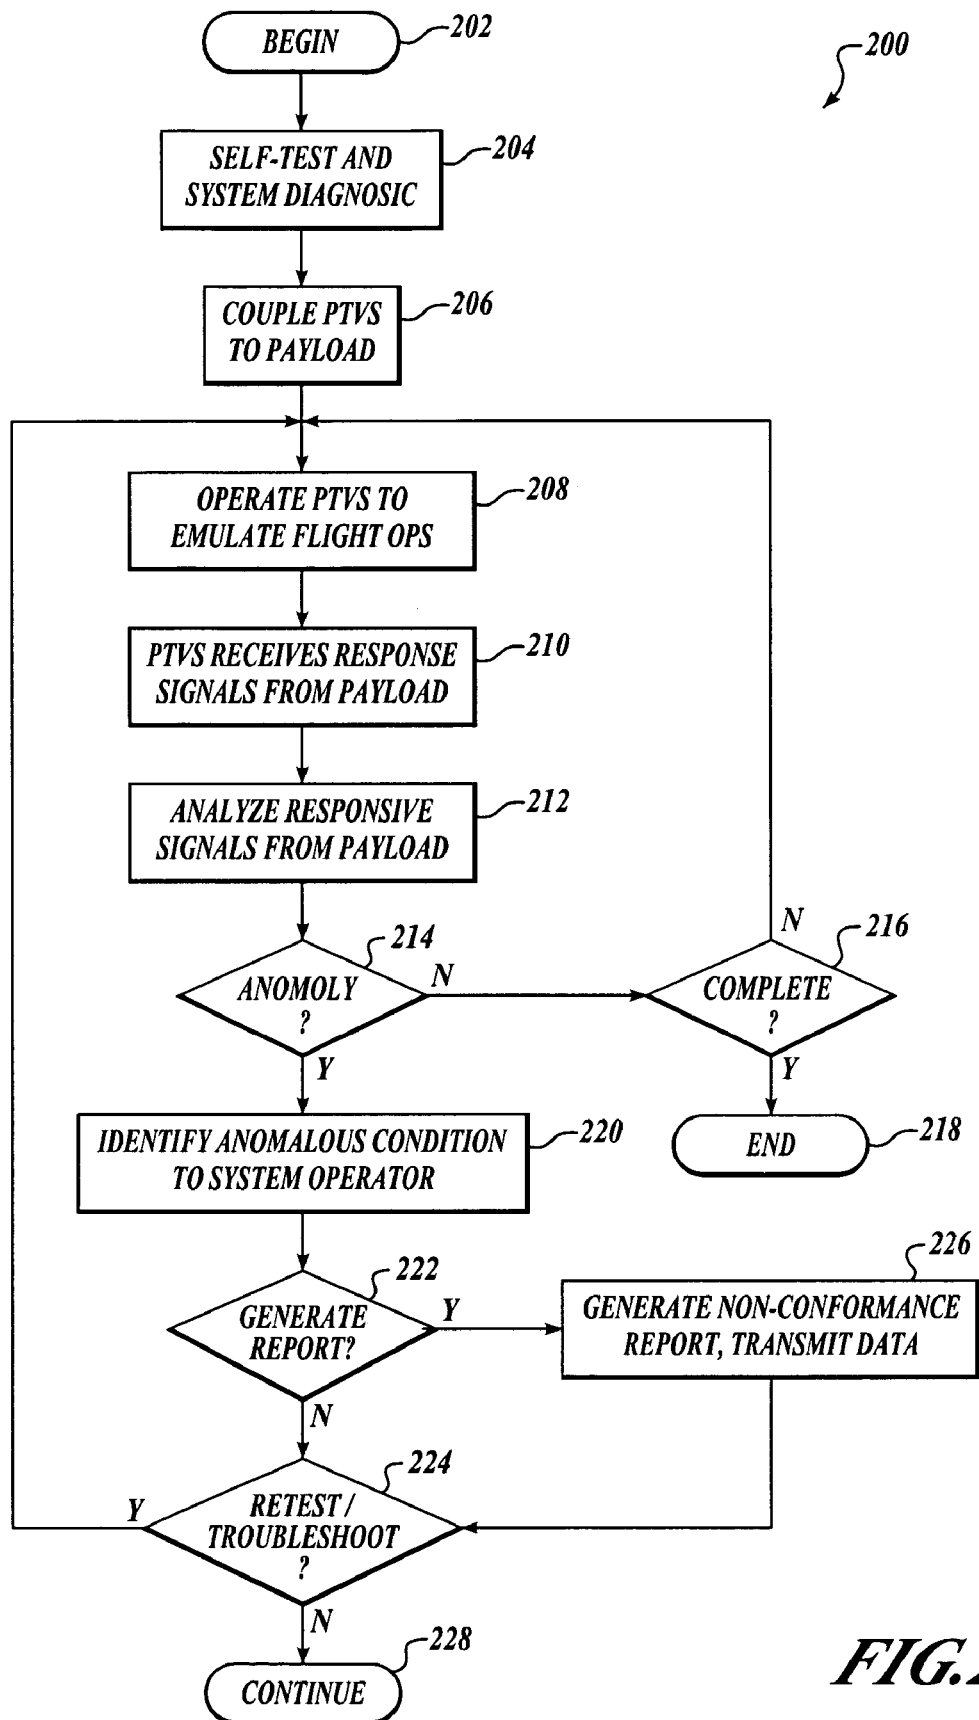 BEGIN
202
200
SELF-TEST AND
SYSTEM DIAGNOSIC
204
COUPLE PTVS
TO PAYLOAD
206
OPERATE PTVS TO
EMULATE FLIGHT OPS
208
PTVS RECEIVES RESPONSE
SIGNALS FROM PAYLOAD
210
ANALYZE RESPONSIVE
SIGNALS FROM PAYLOAD
212
ANOMOLY
?
214
N
Y
COMPLETE
?
216
N
Y
END
218
IDENTIFY ANOMALOUS CONDITION
TO SYSTEM OPERATOR
220
GENERATE
REPORT?
222
Y
N
GENERATE NON-CONFORMANCE
REPORT, TRANSMIT DATA
226
RETEST /
TROUBLESHOOT
?
224
Y
N
CONTINUE
228
FIG.